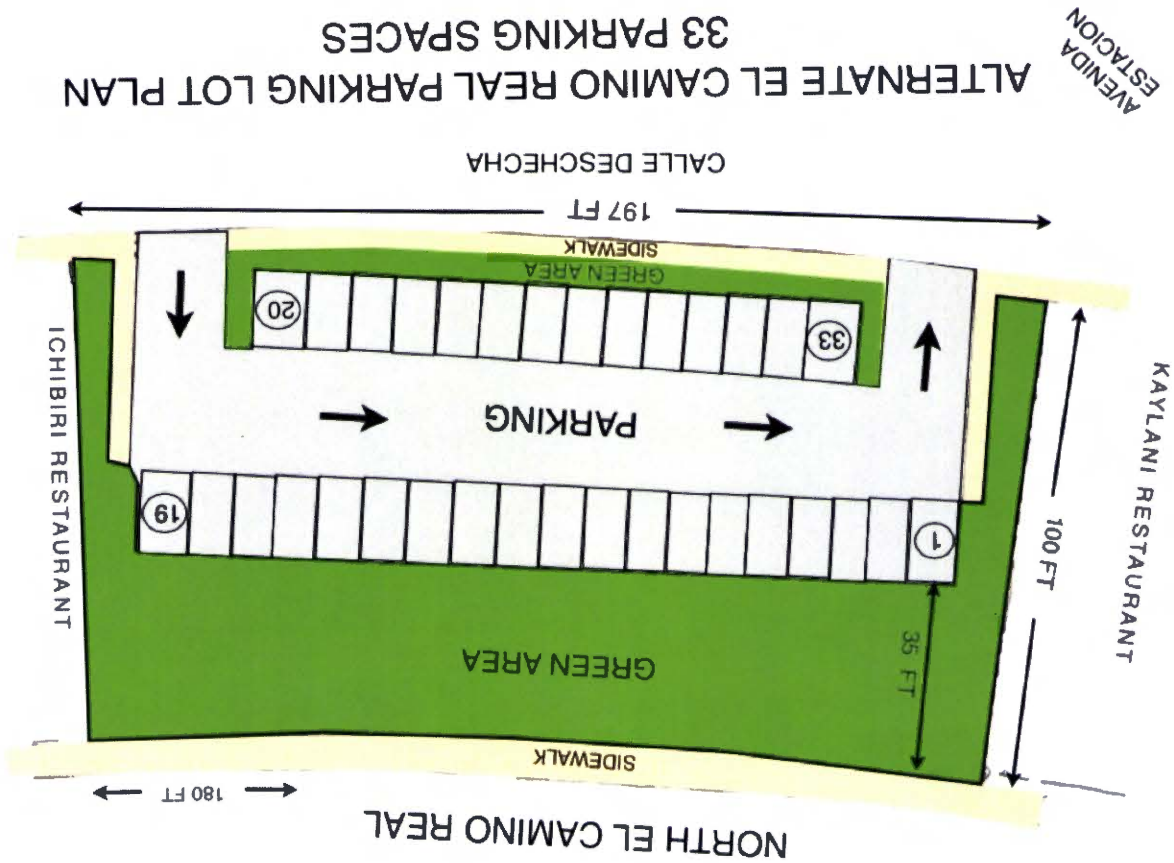 NORTH EL CAMINO REAL
180 FT
SIDEWALK
GREEN AREA
35 FT
1
19
KAYLANI RESTAURANT
100 FT
PARKING
ICHIBIRI RESTAURANT
33
20
GREEN AREA
SIDEWALK
197 FT
CALLE DESCHECHA
AVENIDA
ESTACION
ALTERNATE EL CAMINO REAL PARKING LOT PLAN
33 PARKING SPACES